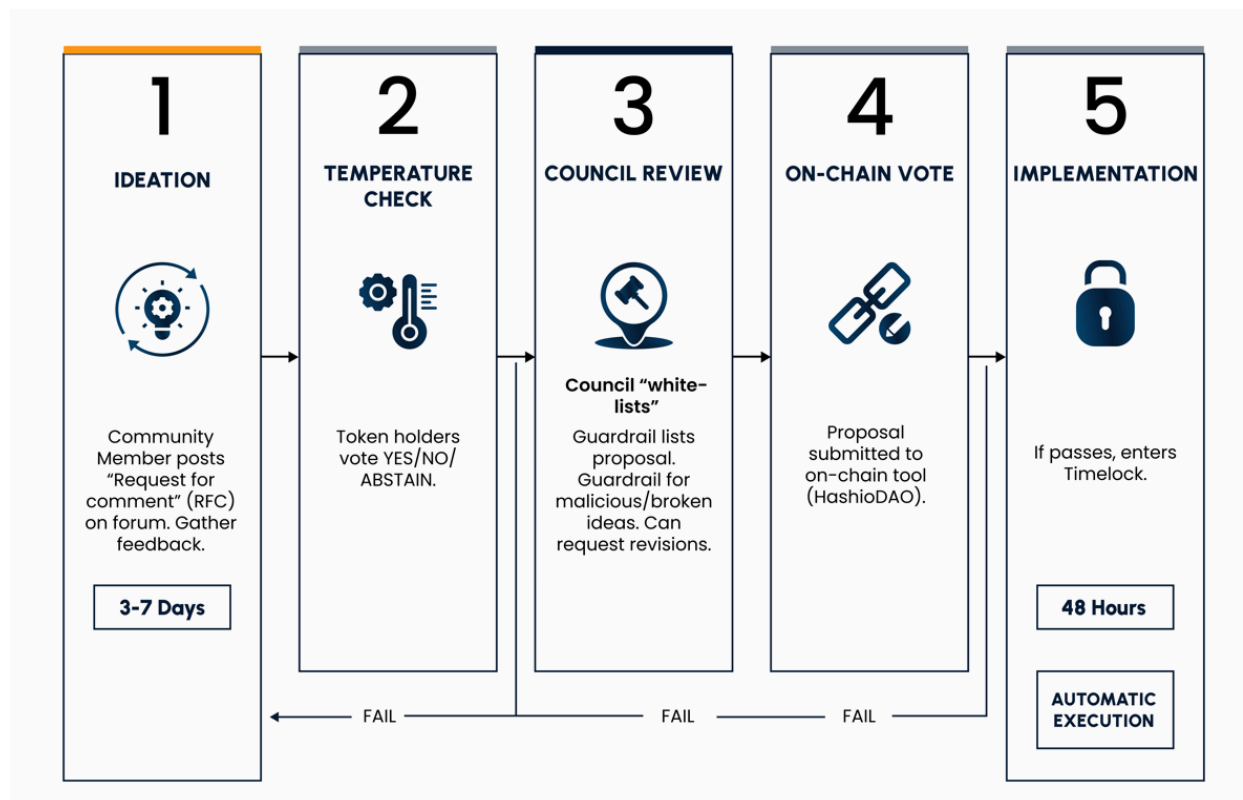 1
IDEATION
Community
Member posts
“Request for
comment” (RFC)
on forum. Gather
feedback.
3-7 Days
2
TEMPERATURE
CHECK
Token holders
vote YES/NO/
ABSTAIN.
3
COUNCIL REVIEW
Council “white-
lists”
Guardrail lists
proposal.
Guardrail for
malicious/broken
ideas. Can
request revisions.
4
ON-CHAIN VOTE
Proposal
submitted to
on-chain tool
(HashioDAO).
5
IMPLEMENTATION
If passes, enters
Timelock.
48 Hours
AUTOMATIC
EXECUTION
FAIL
FAIL
FAIL